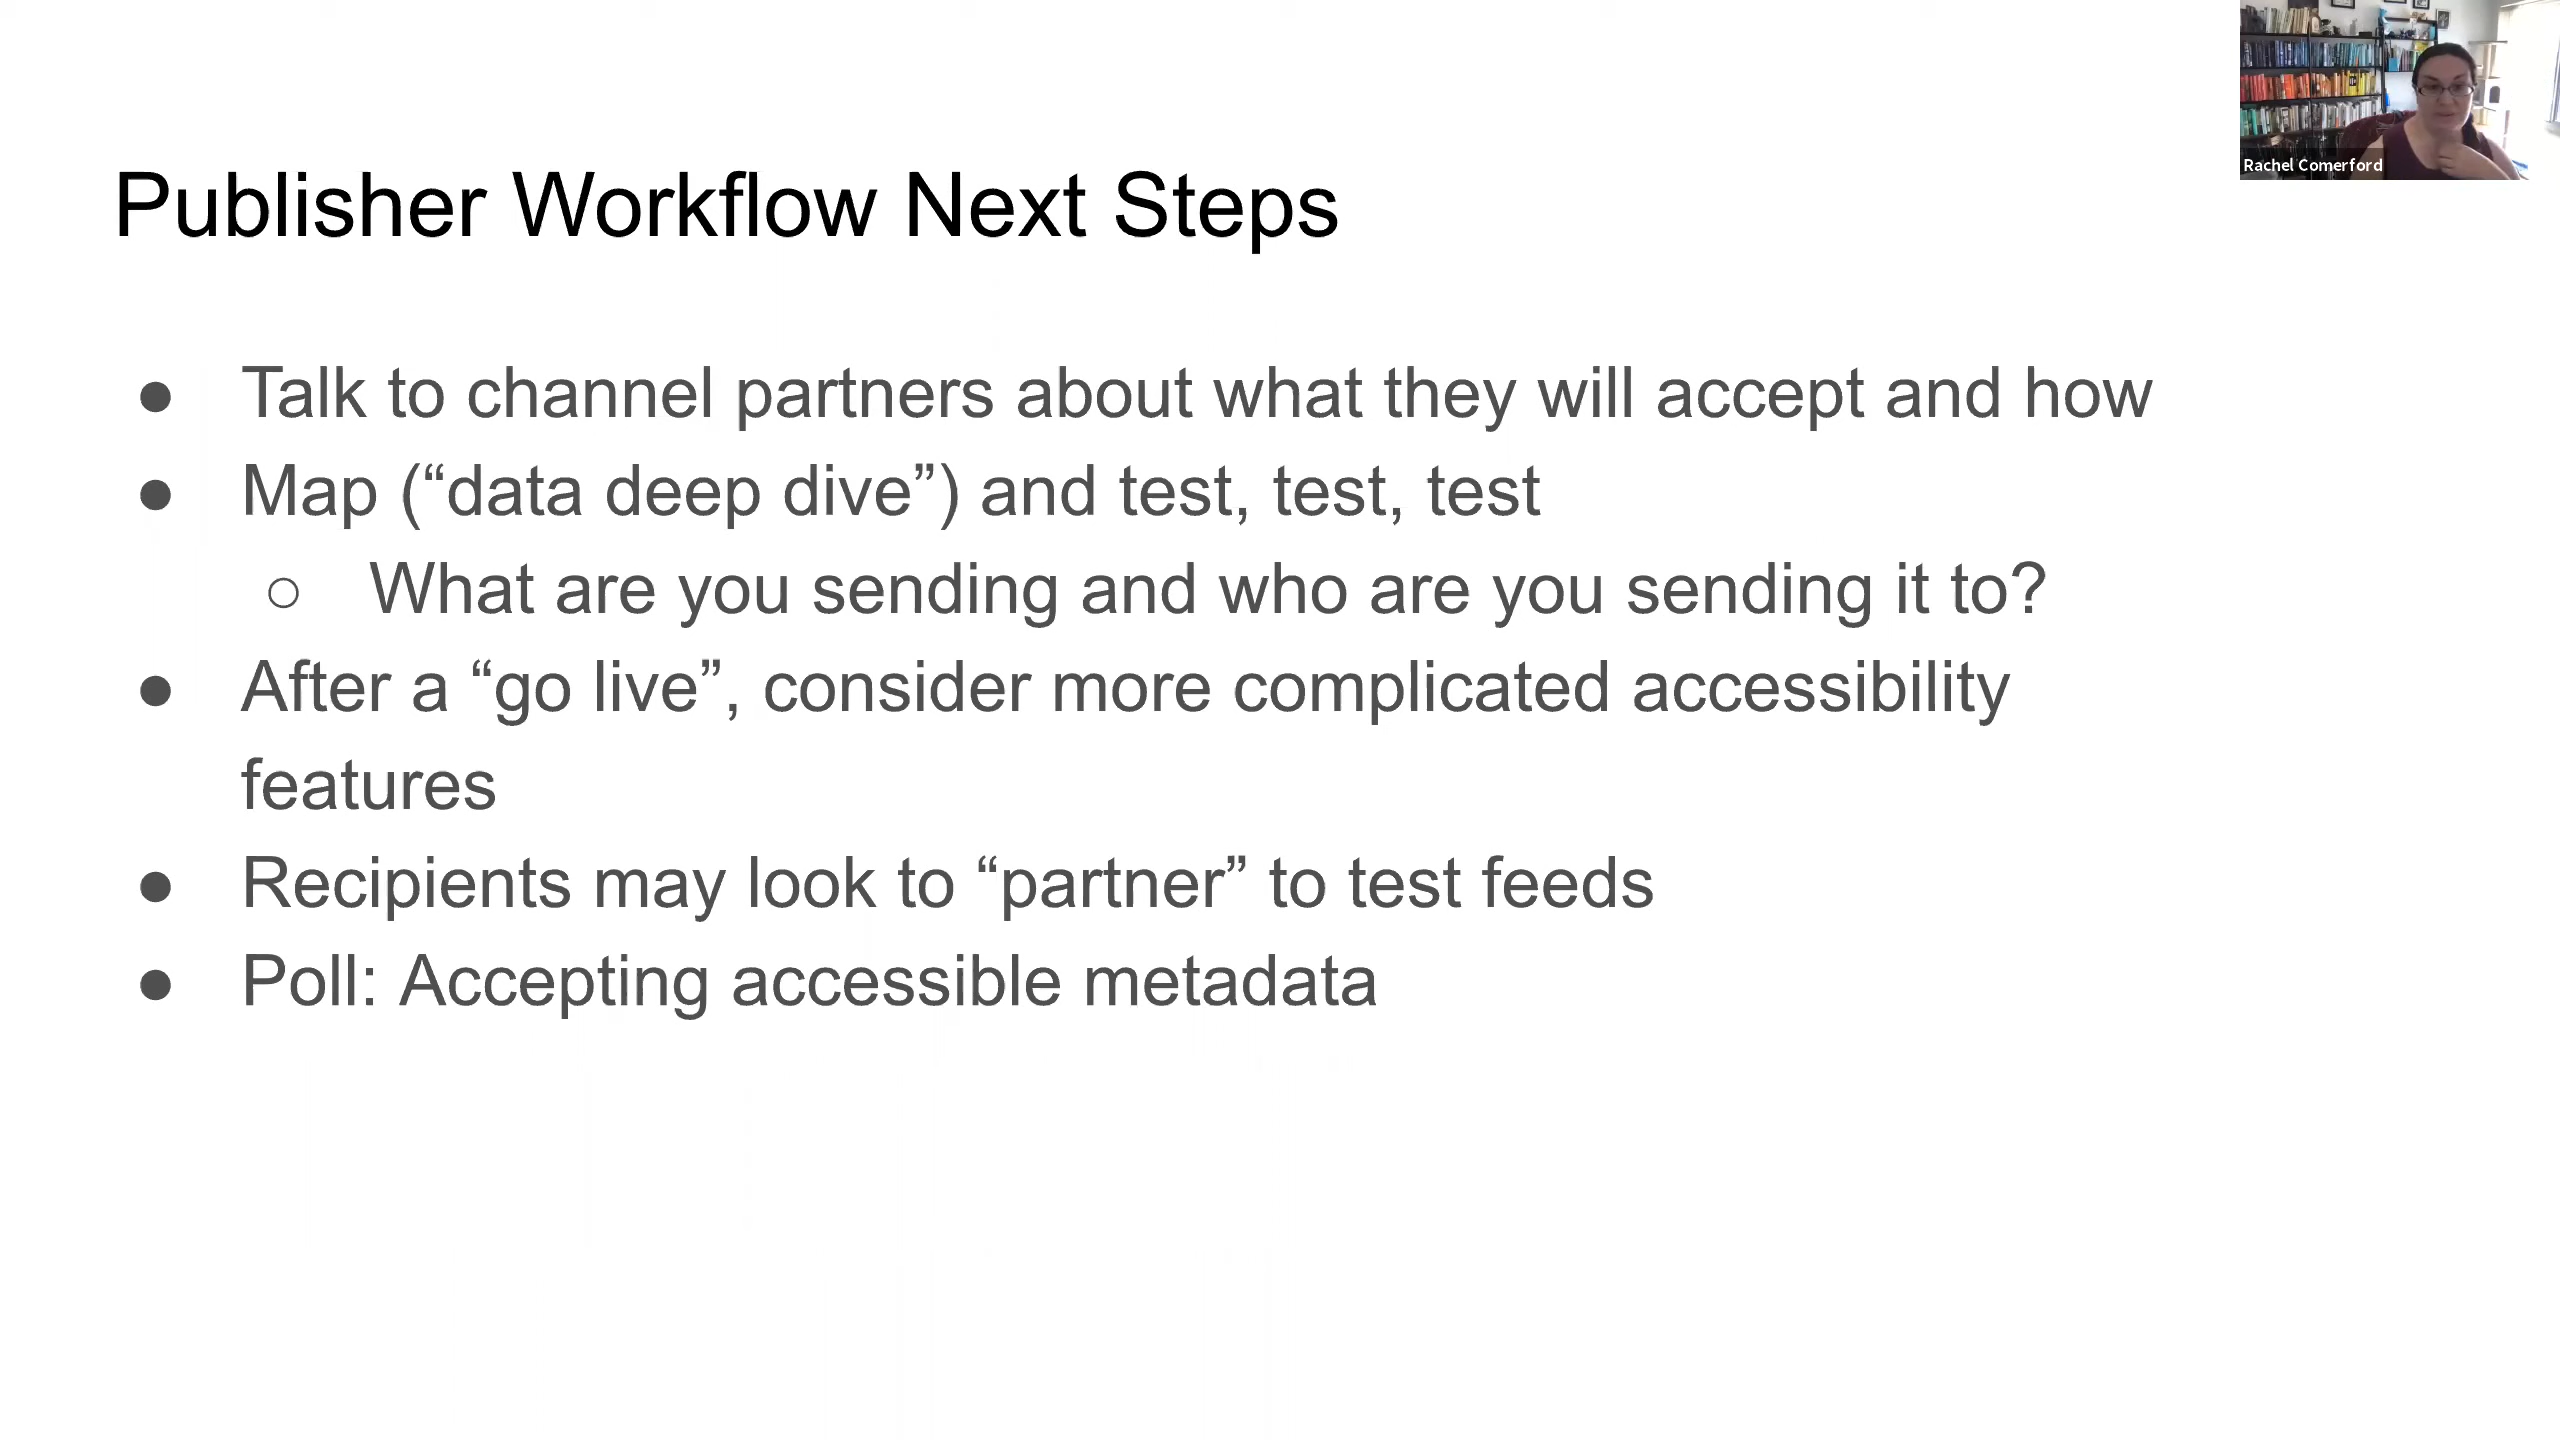 Rachel Comerford
Publisher Workflow Next Steps
● Talk to channel partners about what they will accept and how
● Map (“data deep dive”) and test, test, test
○ What are you sending and who are you sending it to?
● After a “go live”, consider more complicated accessibility
features
● Recipients may look to “partner” to test feeds
● Poll: Accepting accessible metadata